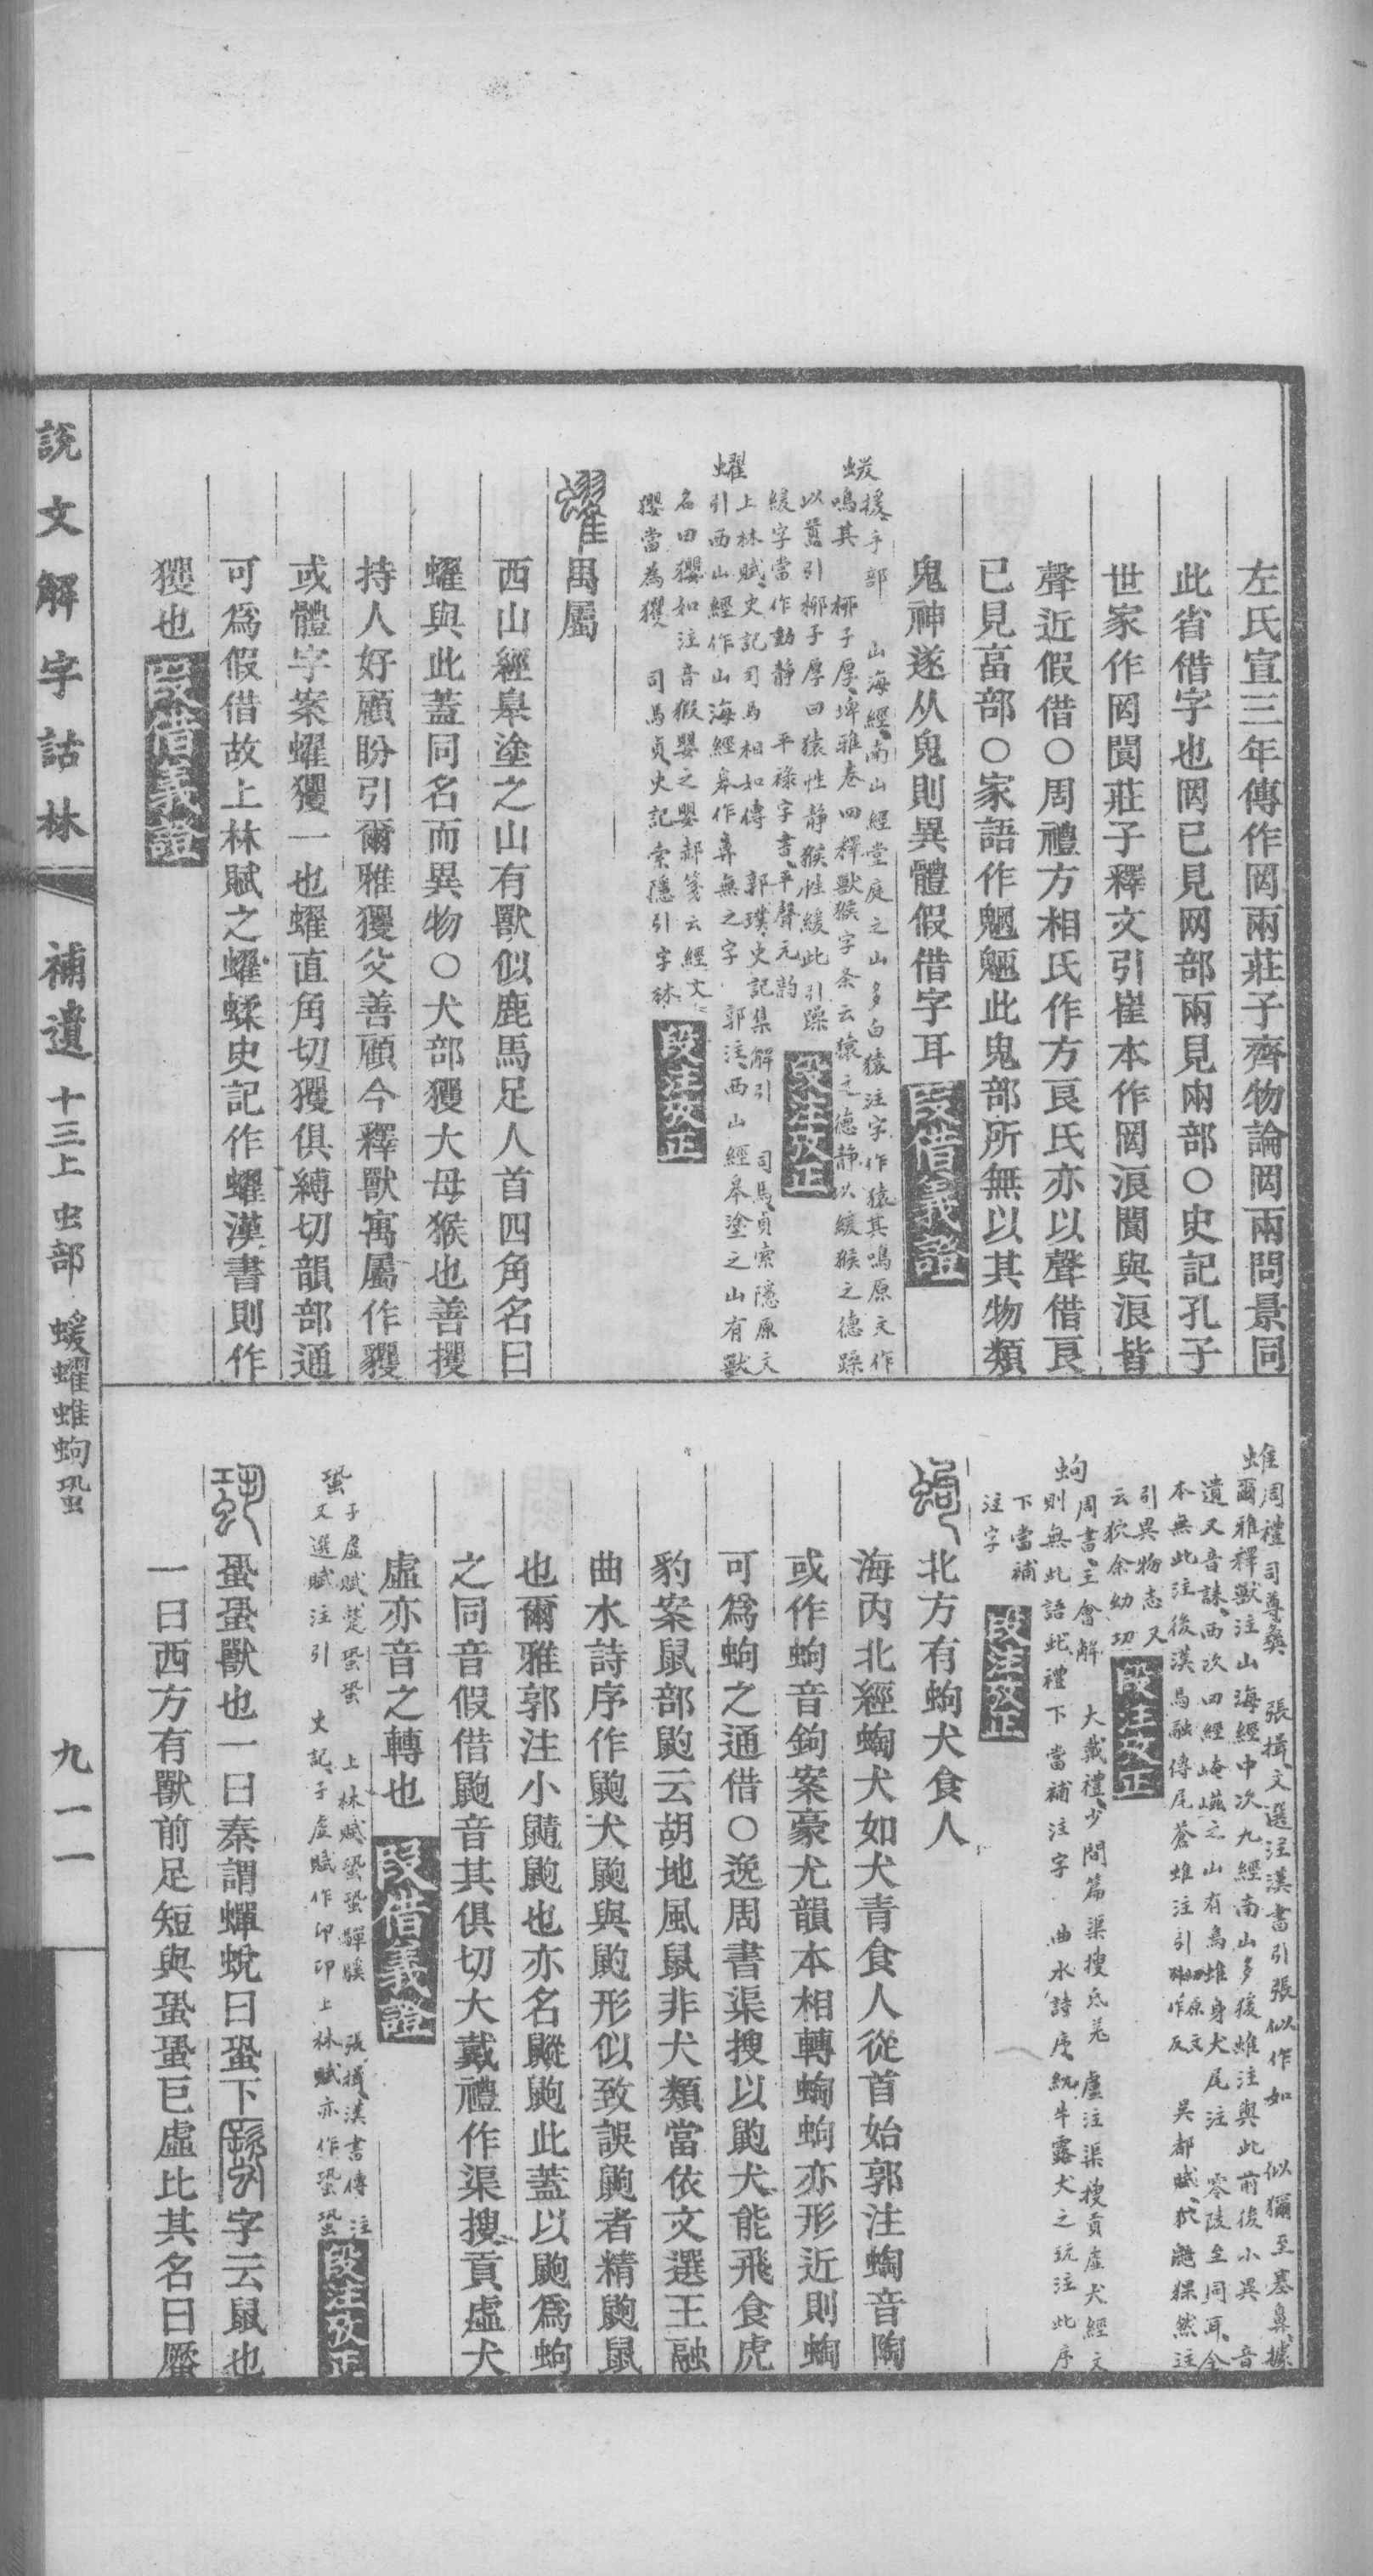 左氏宣三年傳作罔兩莊子齊物論罔兩問景同
此省借字也罔已見网部兩見㒳部○史記孔子
世家作罔閬莊子釋文引崔本作罔浪閬與浪皆
聲近假借○周禮方相氏作方良氏亦以聲借良
已見畐部○家語作魍魎此鬼部所無以其物類
鬼神遂从鬼則異體假借字耳 段借義證
蝯援手部 山海經南山經堂庭之山多白猿注字作猿其鳴原文作
鳴其 柳子厚埤雅卷四釋獸猴字条云猿之德静以緩猴之德躁
以舊引柳子厚曰猿性静猴性緩此引躁
緩字當作動静 平祿字書平聲元韵 段注攷正
蠗上林賦史記司馬相如傳 郭璞史記集解引 司馬貞索隱原文
引西山經作山海經皋作𦤎無之字 郭注西山經皋塗之山有獸
名曰玃如注音猳嬰之嬰郝箋云經文
玃當為玃 司馬貞史記索隱引字林 段注攷正
蠗 禺屬
西山經皋塗之山有獸似鹿馬足人首四角名曰
蠗與此蓋同名而異物○犬部玃大母猴也善攫
持人好顧盼引爾雅玃父善顧今釋獸寓屬作貜
或體字案蠗玃一也蠗直角切玃俱縛切韻部通
可爲假借故上林賦之蠗蝚史記作蠗漢書則作
玃也 段借義證
說文解字詁林 補遺 十三上 虫部 蝯蠗蜼蚼蛩 九一一
蜼周禮司尊彝 張揖文選注漢書引張似作如 似獼至塞鼻據
爾雅釋獸注山海經中次九經南山多猨蜼注與此前後小異 音
遺又音誄西次四經崦嵫之山有鳥蜼身犬尾注 零陵至同耳今
本無此注後漢馬融傳尾蒼蜼注引 吳都賦狖鼯猓然注
引異物志又
云狖余幼切 段注攷正
蚼周書王會解 大戴禮少間篇渠搜氐羌 盧注渠搜貢虛犬經文
則無此語虵禮下當補注字 曲水詩序紈牛露犬之玩注此序
下當補
注字 段注攷正
蚼 北方有蚼犬食人
海內北經蜪犬如犬青食人從首始郭注蜪音陶
或作蚼音鉤案豪尤韻本相轉蜪蚼亦形近則蜪
可爲蚼之通借○逸周書渠搜以鼩犬能飛食虎
豹案鼠部鼩云胡地風鼠非犬類當依文選王融
曲水詩序作鼩犬鼩與鼩形似致誤鼩者精鼩鼠
也爾雅郭注小鼱鼩也亦名鼨鼩此蓋以鼩爲蚼
之同音假借鼩音其俱切大戴禮作渠搜貢虛犬
虛亦音之轉也 段借義證
蛩子虛賦楚蛩蛩 上林賦蛩蛩驒騱 張揖漢書傳注
又選賦注引 史記子虛賦作卭卭上林賦亦作蛩蛩 段注攷正
蛩 蛩蛩獸也一曰秦謂蟬蛻曰蛩下 字云鼠也
一曰西方有獸前足短與蛩蛩巨虛比其名曰蟨